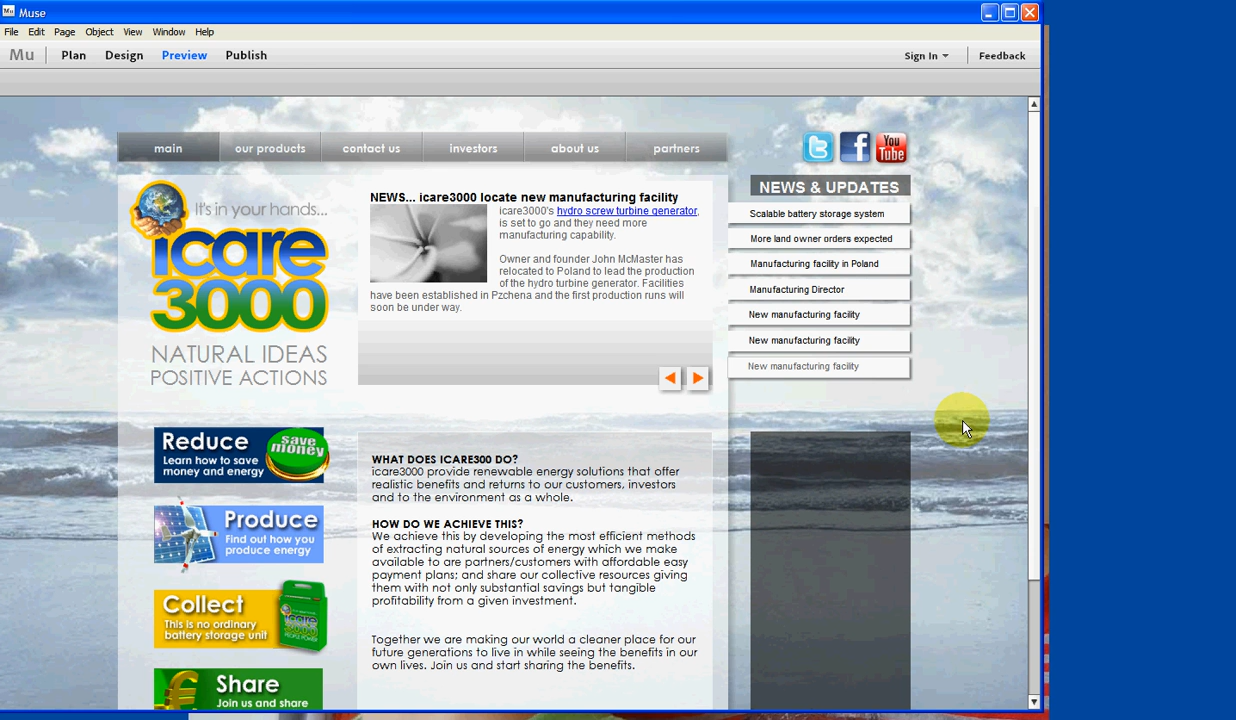 Mu Muse
File Edit Page Object View Window Help
Mu Plan Design Preview Publish Sign In Feedback
main our products contact us investors about us partners
You
Tube
It's in your hands...
icare
3000
NATURAL IDEAS
POSITIVE ACTIONS
NEWS... icare3000 locate new manufacturing facility
icare3000's hydro screw turbine generator,
is set to go and they need more
manufacturing capability.
Owner and founder John McMaster has
relocated to Poland to lead the production
of the hydro turbine generator. Facilities
have been established in Pzchena and the first production runs will
soon be under way.
NEWS & UPDATES
Scalable battery storage system
More land owner orders expected
Manufacturing facility in Poland
Manufacturing Director
New manufacturing facility
New manufacturing facility
New manufacturing facility
Reduce
Learn how to save
money and energy
save
money
Produce
Find out how you
produce energy
Collect
This is no ordinary
battery storage unit
icare
3000
Share
Join us and share
WHAT DOES ICARE300 DO?
icare3000 provide renewable energy solutions that offer
realistic benefits and returns to our customers, investors
and to the environment as a whole.
HOW DO WE ACHIEVE THIS?
We achieve this by developing the most efficient methods
of extracting natural sources of energy which we make
available to are partners/customers with affordable easy
payment plans; and share our collective resources giving
them with not only substantial savings but tangible
profitability from a given investment.
Together we are making our world a cleaner place for our
future generations to live in while seeing the benefits in our
own lives. Join us and start sharing the benefits.